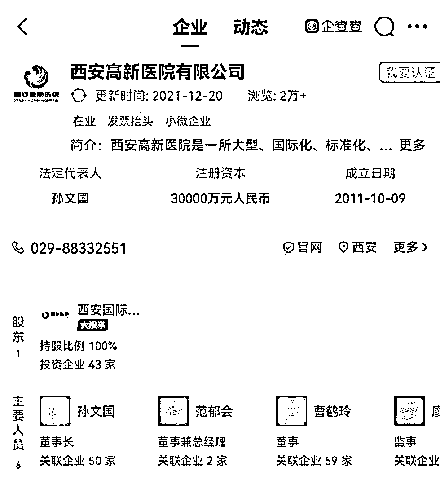 企业 动态 企查查
西安高新医院有限公司 我要认证
更新时间: 2021-12-20 浏览: 2万+
在业 发票抬头 小微企业
简介: 西安高新医院是一所大型、国际化、标准化、... 更多
法定代表人 注册资本 成立日期
孙文国 30000万元人民币 2011-10-09
029-88332551 官网 西安 更多
股东 1
西安国际...
大股东
持股比例 100%
投资企业 43 家
主要人员 6
孙文国 范郁会 曹鹤玲
董事长 董事兼总经理 董事 监事
关联企业 50 家 关联企业 2 家 关联企业 59 家 关联企业